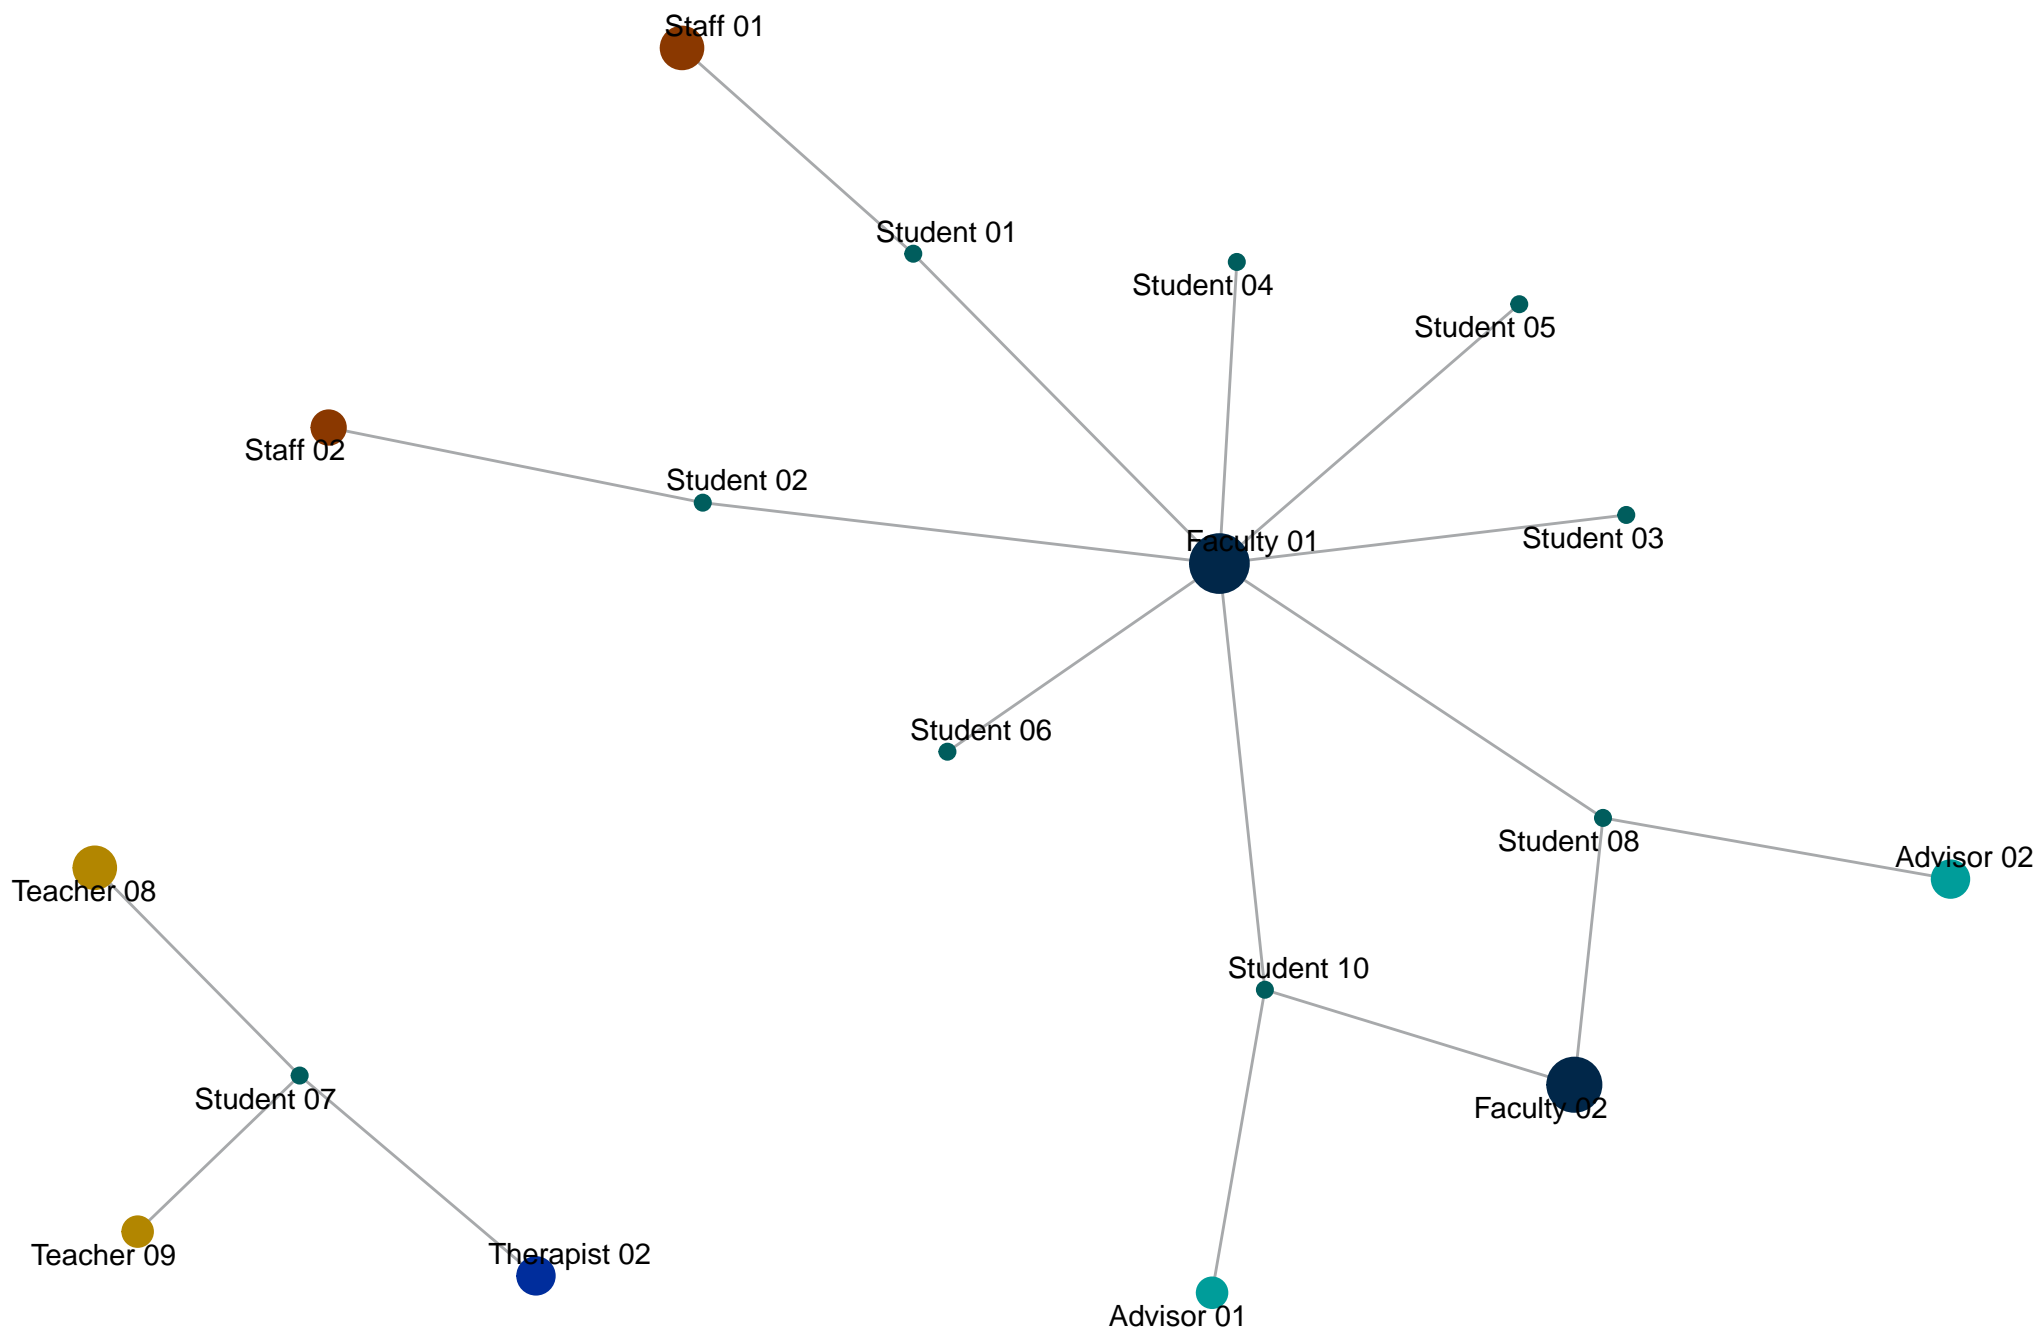 Staff 01
Student 01
Student 04
Student 05
Staff 02
Student 02
Faculty 01
Student 03
Student 06
Student 08
Advisor 02
Teacher 08
Student 10
Student 07
Faculty 02
Teacher 09
Therapist 02
Advisor 01